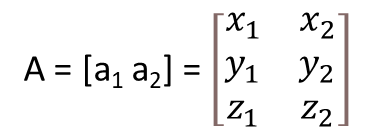 x₁ x₂
A = [a₁ a₂] = [y₁ y₂]
z₁ z₂